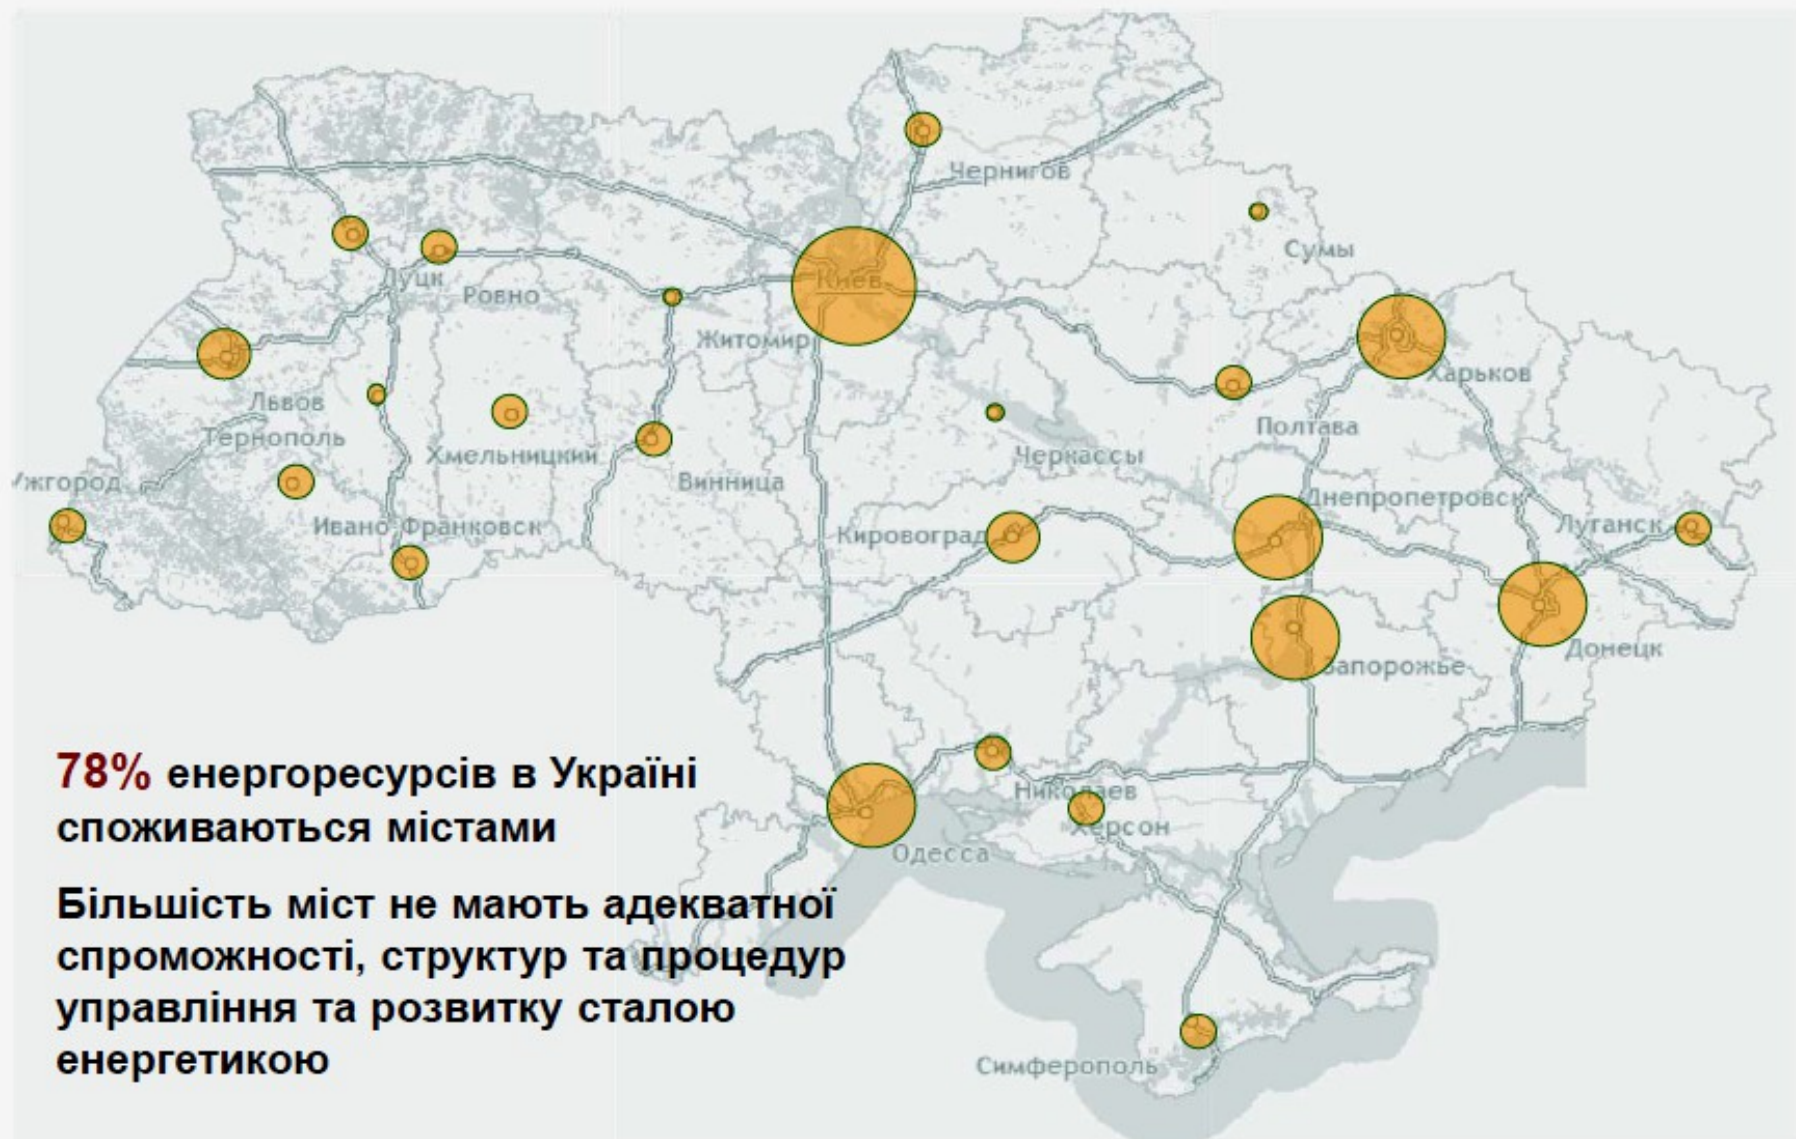 Чернигов
Сумы
Киев
Луцк
Ровно
Житомир
Харьков
Львов
Тернополь
Хмельницкий
Полтава
Черкассы
Ужгород
Винница
Днепропетровск
Ивано-Франковск
Кировоград
Луганск
Донецк
Запорожье
78% енергоресурсів в Україні
споживаються містами
Николаев
Херсон
Одесса
Більшість міст не мають адекватної
спроможності, структур та процедур
управління та розвитку сталою
енергетикою
Симферополь